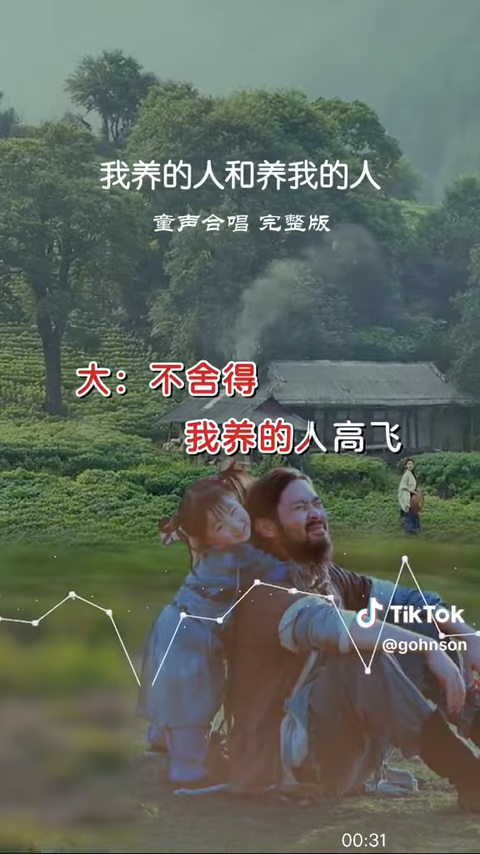 我养的人和养我的人
童声合唱 完整版
大：不舍得
我养的人高飞
TikTok
@gohnson
00:31